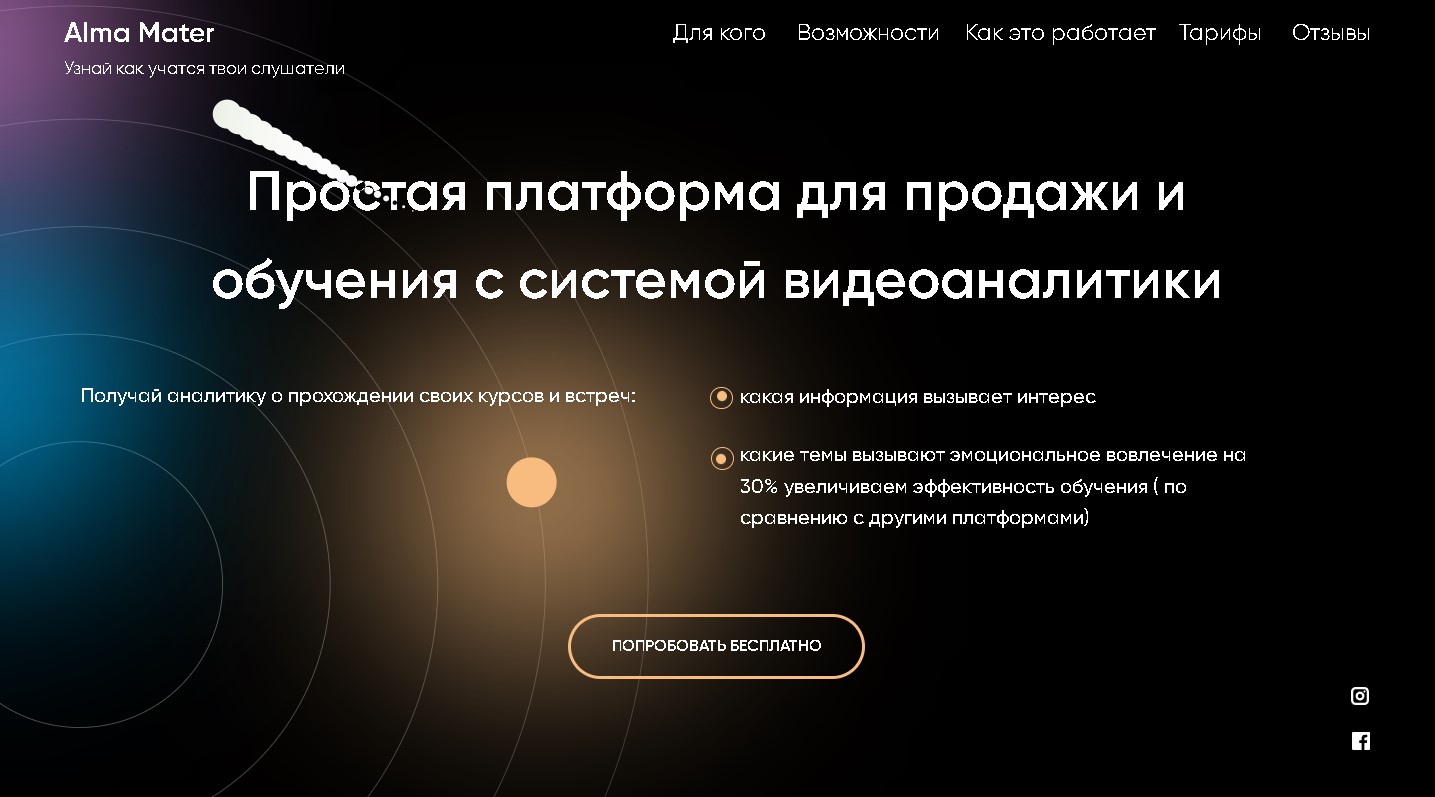 Alma Mater
Узнай как учатся твои слушатели
Для кого Возможности Как это работает Тарифы Отзывы
Простая платформа для продажи и
обучения с системой видеоаналитики
Получай аналитику о прохождении своих курсов и встреч:
какая информация вызывает интерес
какие темы вызывают эмоциональное вовлечение на
30% увеличиваем эффективность обучения ( по
сравнению с другими платформами)
ПОПРОБОВАТЬ БЕСПЛАТНО